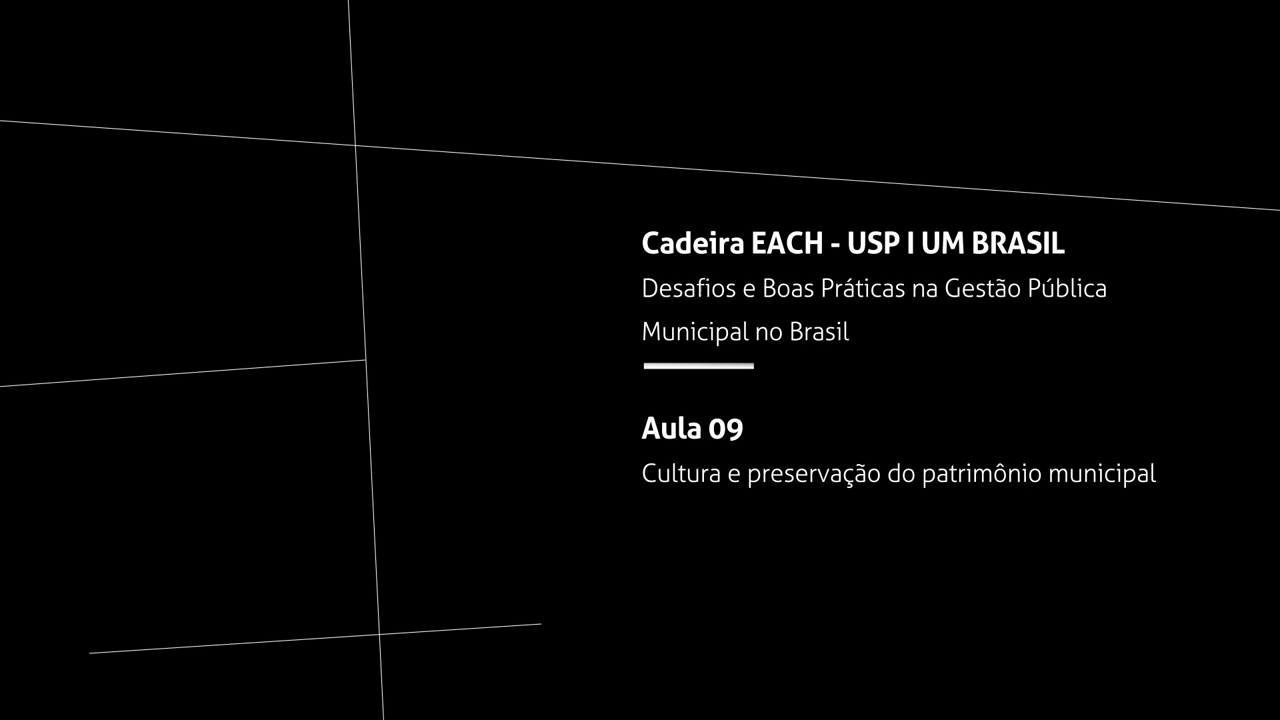 Cadeira EACH - USP I UM BRASIL
Desafios e Boas Práticas na Gestão Pública
Municipal no Brasil
Aula 09
Cultura e preservação do patrimônio municipal